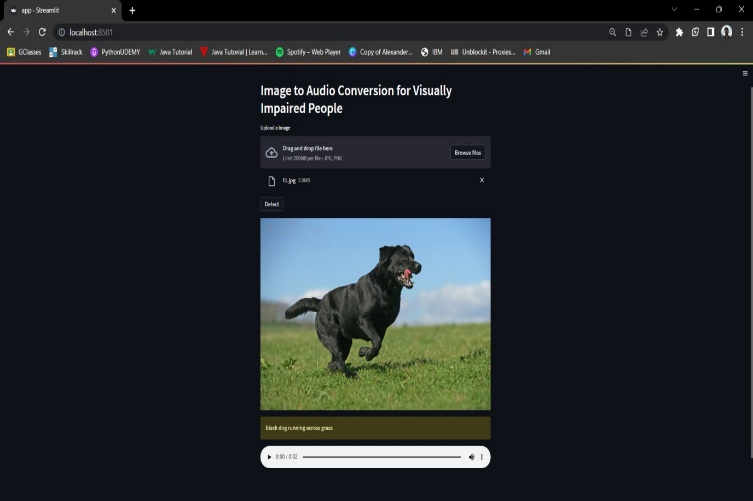 app - Streamlit
localhost:8501
GClasses Skillrack PythonUDEMY Java Tutorial Java Tutorial | Learn... Spotify – Web Player Copy of Alexander... IBM Unblockit - Proxies... Gmail
Image to Audio Conversion for Visually
Impaired People
Upload a Image
Drag and drop file here
Limit 200MB per file • JPG, PNG
Browse files
t1.jpg 3.9MB
Detect
black dog running across grass
0:00 / 0:02